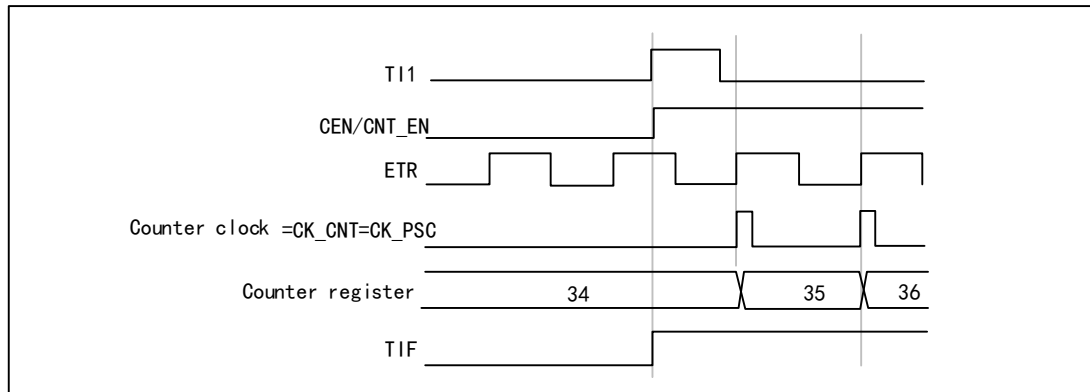 TI1
CEN/CNT_EN
ETR
Counter clock =CK_CNT=CK_PSC
Counter register 34 35 36
TIF